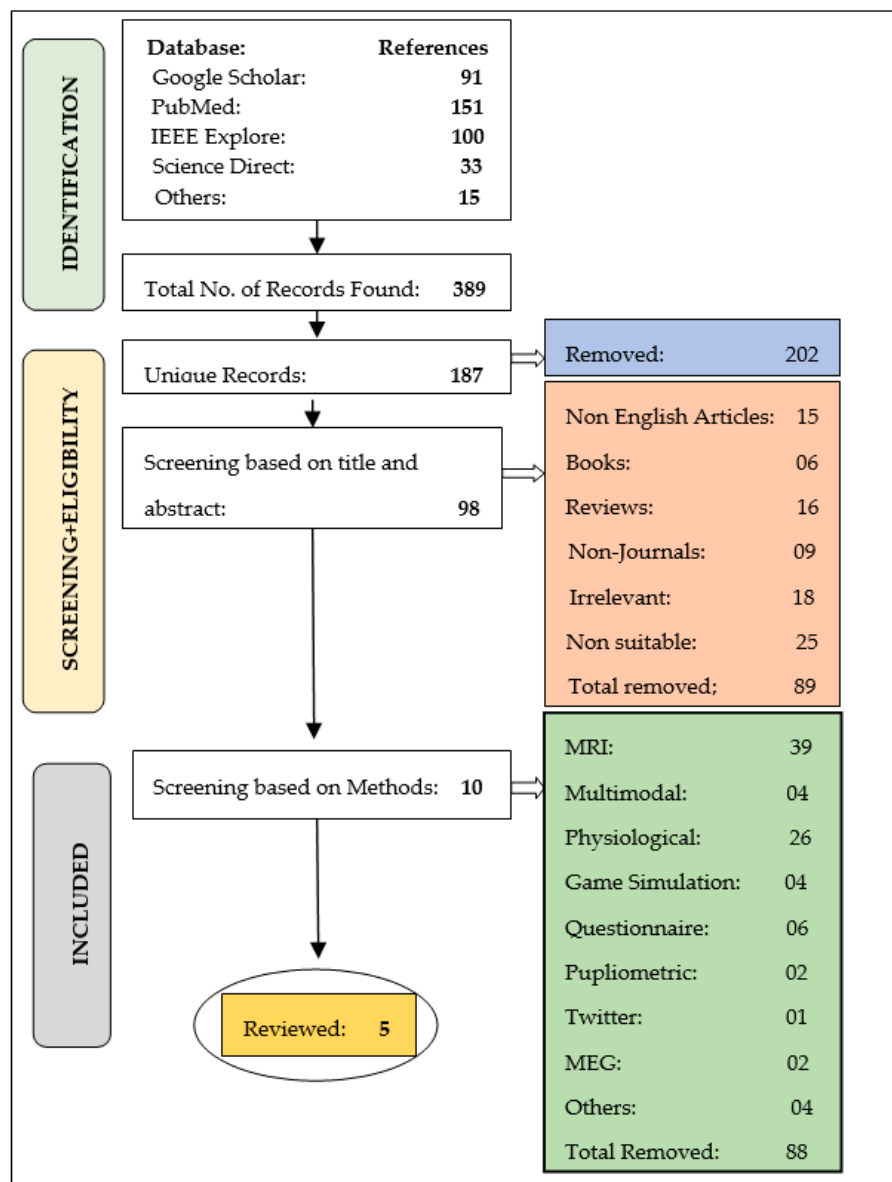 IDENTIFICATION
Database: References
Google Scholar: 91
PubMed: 151
IEEE Explore: 100
Science Direct: 33
Others: 15
Total No. of Records Found: 389
SCREENING+ELIGIBILITY
Unique Records: 187
Removed: 202
Screening based on title and
abstract: 98
Non English Articles: 15
Books: 06
Reviews: 16
Non-Journals: 09
Irrelevant: 18
Non suitable: 25
Total removed; 89
INCLUDED
Screening based on Methods: 10
MRI: 39
Multimodal: 04
Physiological: 26
Game Simulation: 04
Questionnaire: 06
Pupliometric: 02
Twitter: 01
MEG: 02
Others: 04
Total Removed: 88
Reviewed: 5